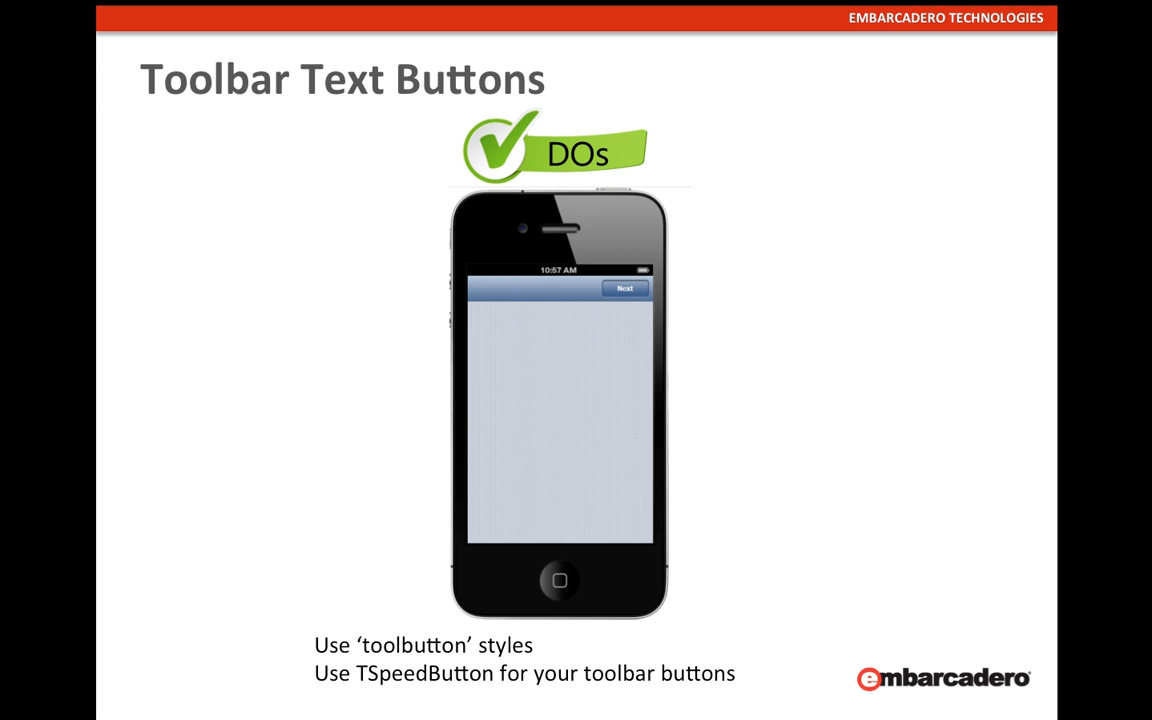 EMBARCADERO TECHNOLOGIES
Toolbar Text Buttons
DOs
10:57 AM
Next
Use ‘toolbutton’ styles
Use TSpeedButton for your toolbar buttons
embarcadero